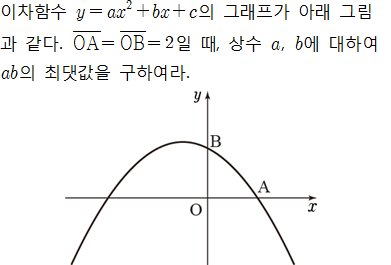 이차함수 y=ax²+bx+c의 그래프가 아래 그림
과 같다. O͞A͞=O͞B͞=2일 때, 상수 a, b에 대하여
ab의 최댓값을 구하여라.
y
B
A
O
x